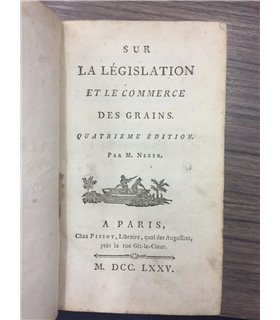 SUR
LA LÉGISLATION
ET LE COMMERCE
DES GRAINS.
QUATRIEME ÉDITION.
PAR M. NEKER.
A PARIS,
Chez PISSOT, Libraire, quai des Augustins,
près la rue Gît-le-Cœur.
M. DCC. LXXV.